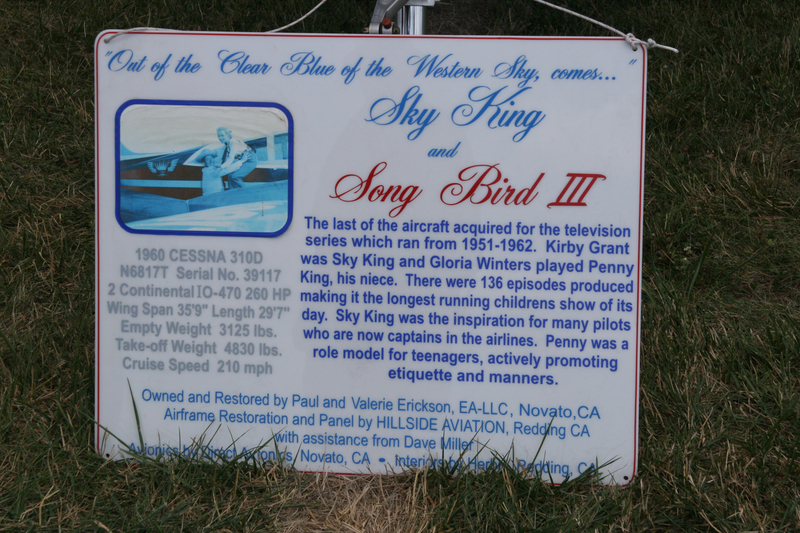 "Out of the Clear Blue of the Western Sky, comes... "
Sky King
and
Song Bird III
The last of the aircraft acquired for the television
series which ran from 1951-1962. Kirby Grant
was Sky King and Gloria Winters played Penny
King, his niece. There were 136 episodes produced
making it the longest running childrens show of its
day. Sky King was the inspiration for many pilots
who are now captains in the airlines. Penny was a
role model for teenagers, actively promoting
etiquette and manners.
1960 CESSNA 310D
N6817T Serial No. 39117
2 Continental IO-470 260 HP
Wing Span 35'9" Length 29'7"
Empty Weight 3125 lbs.
Take-off Weight 4830 lbs.
Cruise Speed 210 mph
Owned and Restored by Paul and Valerie Erickson, EA-LLC, Novato, CA
Airframe Restoration and Panel by HILLSIDE AVIATION, Redding CA
with assistance from Dave Miller
Avionics by Direct Avionics, Novato, CA • Interiors by Redding, CA